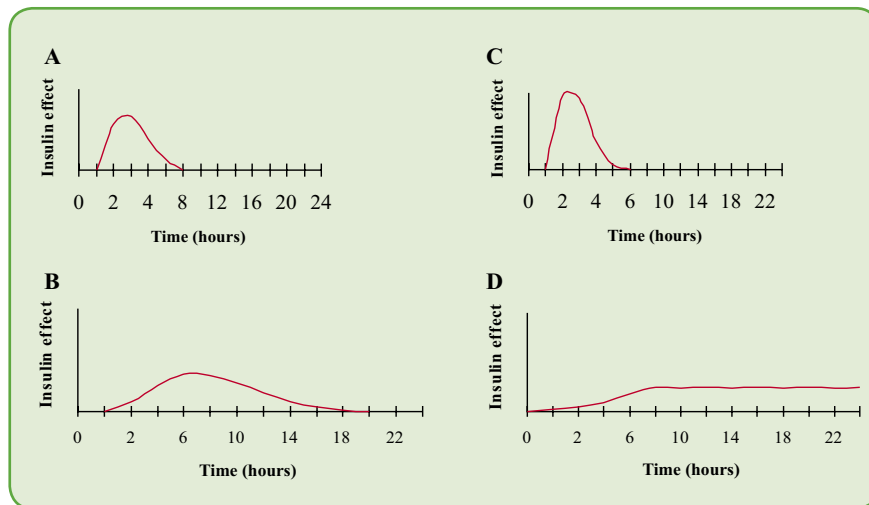 A
Insulin effect
0 2 4 8 12 16 20 24
Time (hours)
C
Insulin effect
0 2 4 6 10 14 18 22
Time (hours)
B
Insulin effect
0 2 6 10 14 18 22
Time (hours)
D
Insulin effect
0 2 6 10 14 18 22
Time (hours)